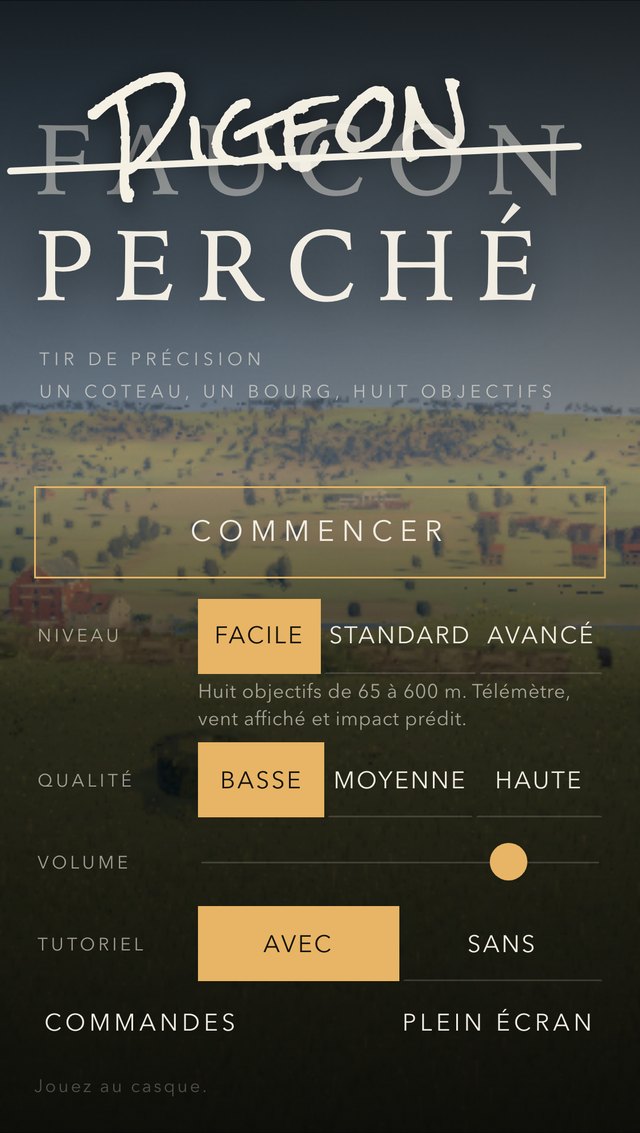 PIGEON
FAUCON
PERCHÉ
TIR DE PRÉCISION
UN COTEAU, UN BOURG, HUIT OBJECTIFS
COMMENCER
NIVEAU FACILE STANDARD AVANCÉ
Huit objectifs de 65 à 600 m. Télémètre,
vent affiché et impact prédit.
QUALITÉ BASSE MOYENNE HAUTE
VOLUME
TUTORIEL AVEC SANS
COMMANDES PLEIN ÉCRAN
Jouez au casque.